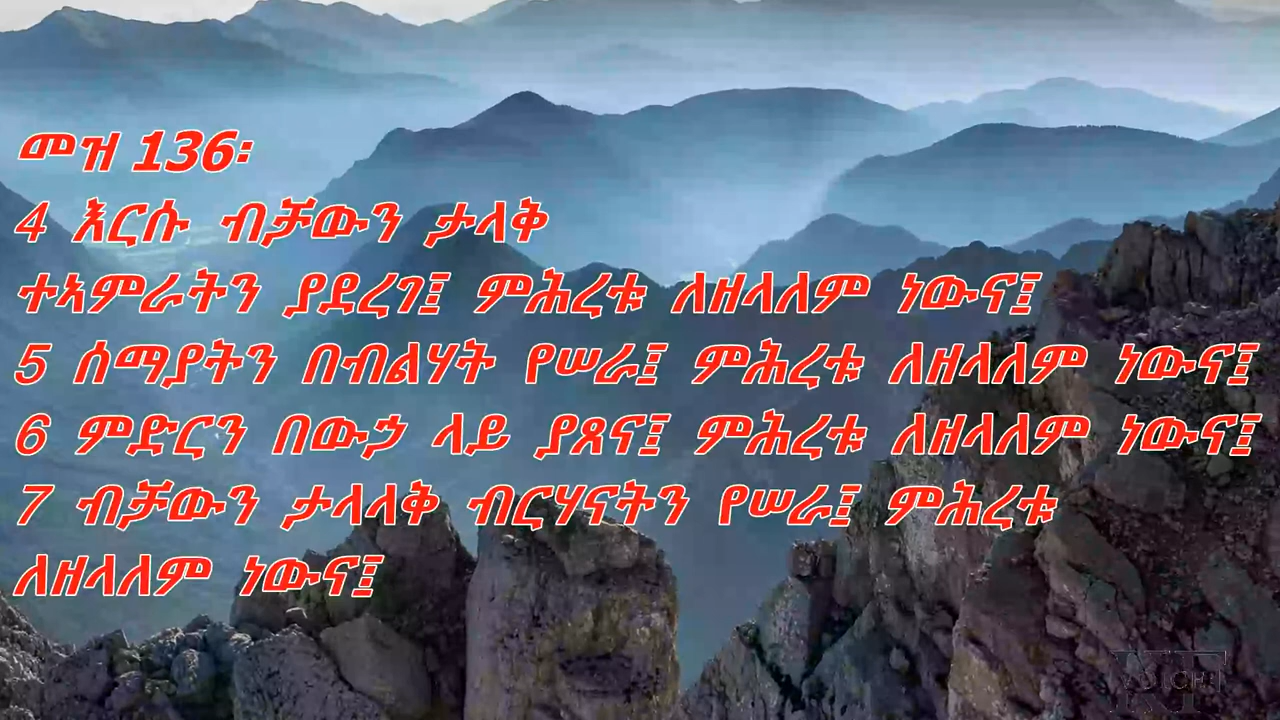 መዝ 136፡
4 እርሱ ብቻውን ታላቅ
ተኣምራትን ያደረገ፤ ምሕረቱ ለዘላለም ነውና፤
5 ሰማያትን በብልሃት የሠራ፤ ምሕረቱ ለዘላለም ነውና፤
6 ምድርን በውኃ ላይ ያጸና፤ ምሕረቱ ለዘላለም ነውና፤
7 ብቻውን ታላላቅ ብርሃናትን የሠራ፤ ምሕረቱ
ለዘላለም ነውና፤